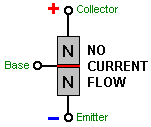 + Collector
N NO
Base CURRENT
N FLOW
− Emitter